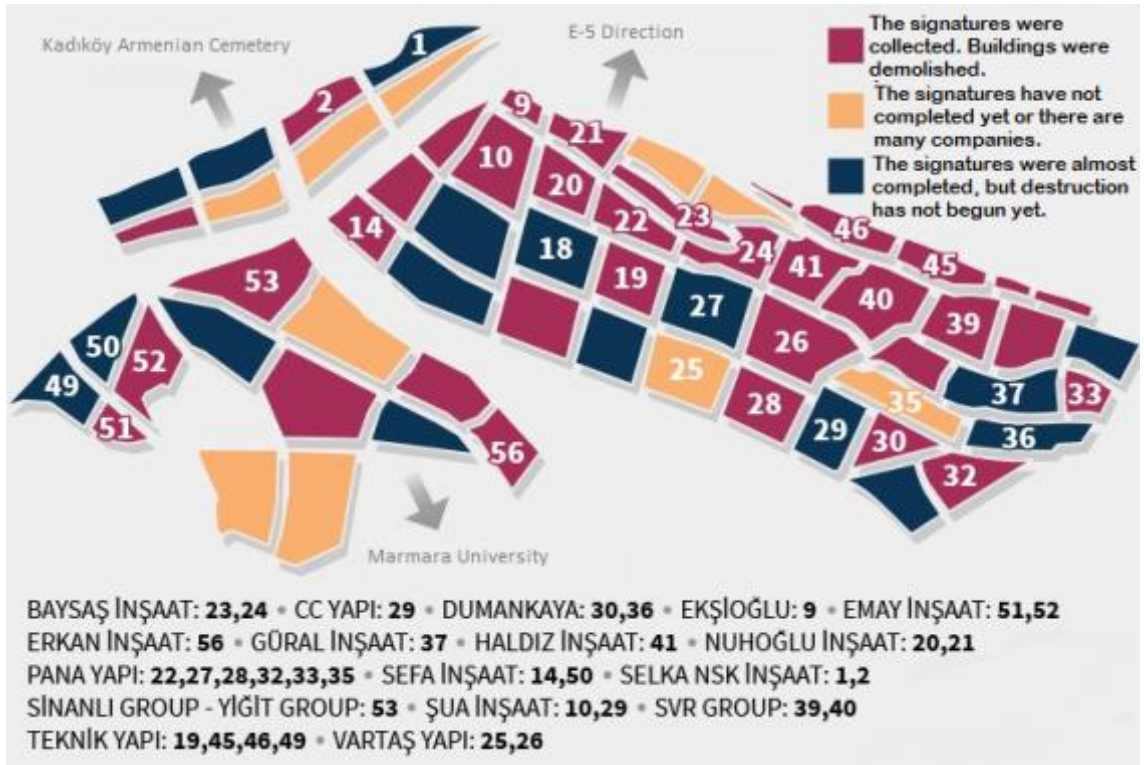 Kadıköy Armenian Cemetery
E-5 Direction
The signatures were
collected. Buildings were
demolished.
The signatures have not
completed yet or there are
many companies.
The signatures were almost
completed, but destruction
has not begun yet.
1
2
9
21
10
20
14
22
23
46
18
24
41
45
53
19
40
27
39
50
52
26
49
25
37
33
51
28
35
29
30
36
56
32
Marmara University
BAYSAŞ İNŞAAT: 23,24 • CC YAPI: 29 • DUMANKAYA: 30,36 • EKŞİOĞLU: 9 • EMAY İNŞAAT: 51,52
ERKAN İNŞAAT: 56 • GÜRAL İNŞAAT: 37 • HALDIZ İNŞAAT: 41 • NUHOĞLU İNŞAAT: 20,21
PANA YAPI: 22,27,28,32,33,35 • SEFA İNŞAAT: 14,50 • SELKA NSK İNŞAAT: 1,2
SİNANLI GROUP - YİĞİT GROUP: 53 • ŞUA İNŞAAT: 10,29 • SVR GROUP: 39,40
TEKNİK YAPI: 19,45,46,49 • VARTAŞ YAPI: 25,26